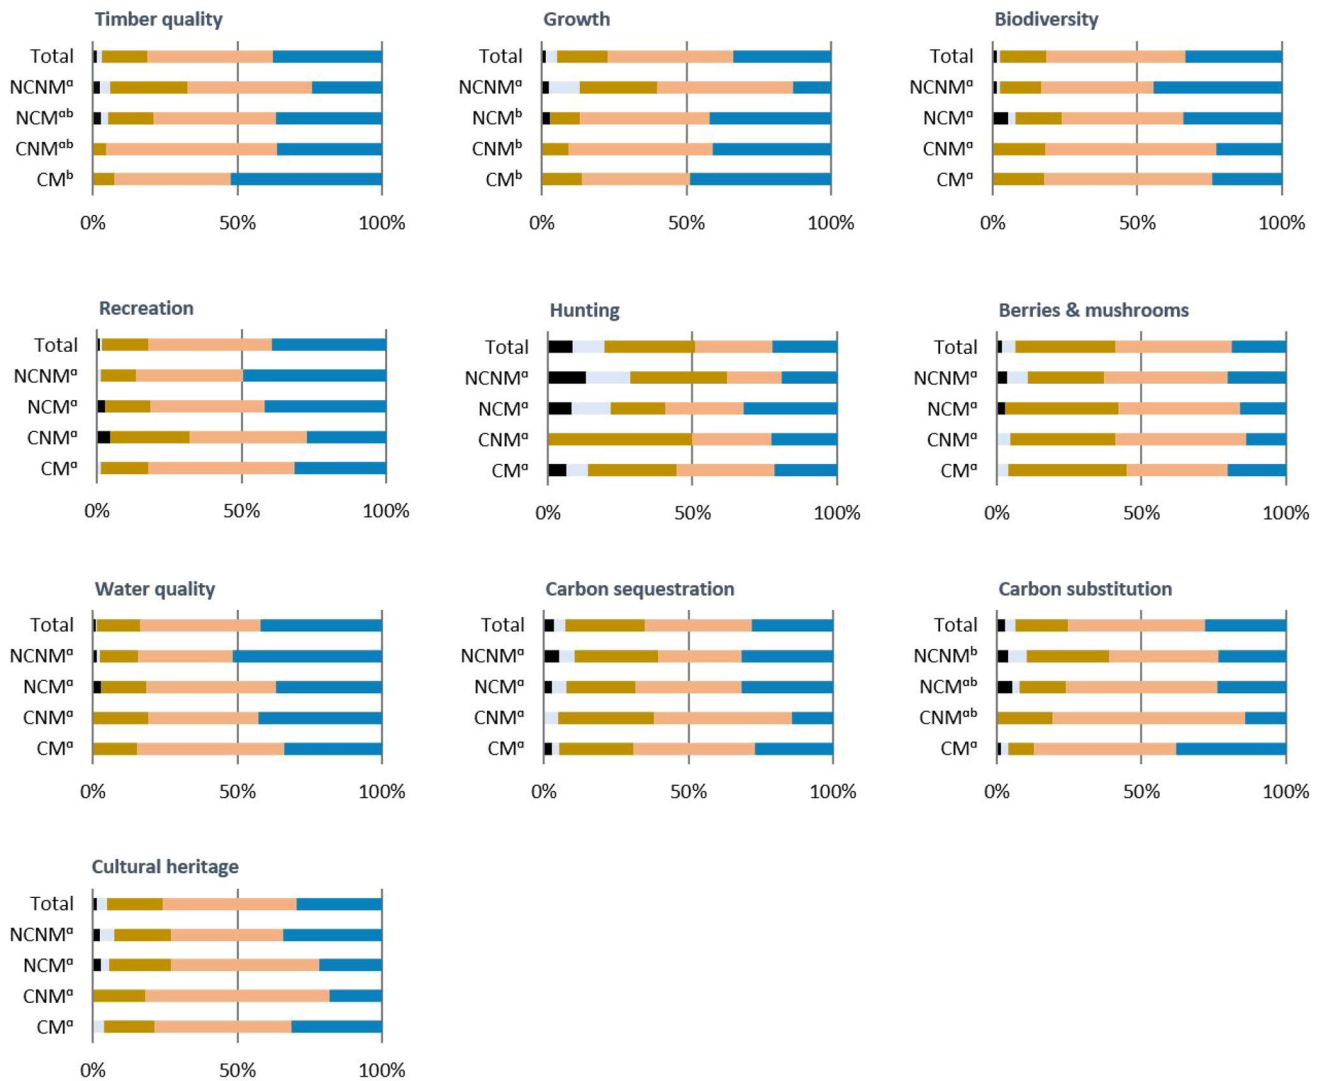 Timber quality
Total
NCNMᵃ
NCMᵃᵇ
CNMᵃᵇ
CMᵇ
0% 50% 100%
Growth
Total
NCNMᵃ
NCMᵇ
CNMᵇ
CMᵇ
0% 50% 100%
Biodiversity
Total
NCNMᵃ
NCMᵃ
CNMᵃ
CMᵃ
0% 50% 100%
Recreation
Total
NCNMᵃ
NCMᵃ
CNMᵃ
CMᵃ
0% 50% 100%
Hunting
Total
NCNMᵃ
NCMᵃ
CNMᵃ
CMᵃ
0% 50% 100%
Berries & mushrooms
Total
NCNMᵃ
NCMᵃ
CNMᵃ
CMᵃ
0% 50% 100%
Water quality
Total
NCNMᵃ
NCMᵃ
CNMᵃ
CMᵃ
0% 50% 100%
Carbon sequestration
Total
NCNMᵃ
NCMᵃ
CNMᵃ
CMᵃ
0% 50% 100%
Carbon substitution
Total
NCNMᵇ
NCMᵃᵇ
CNMᵃᵇ
CMᵃ
0% 50% 100%
Cultural heritage
Total
NCNMᵃ
NCMᵃ
CNMᵃ
CMᵃ
0% 50% 100%